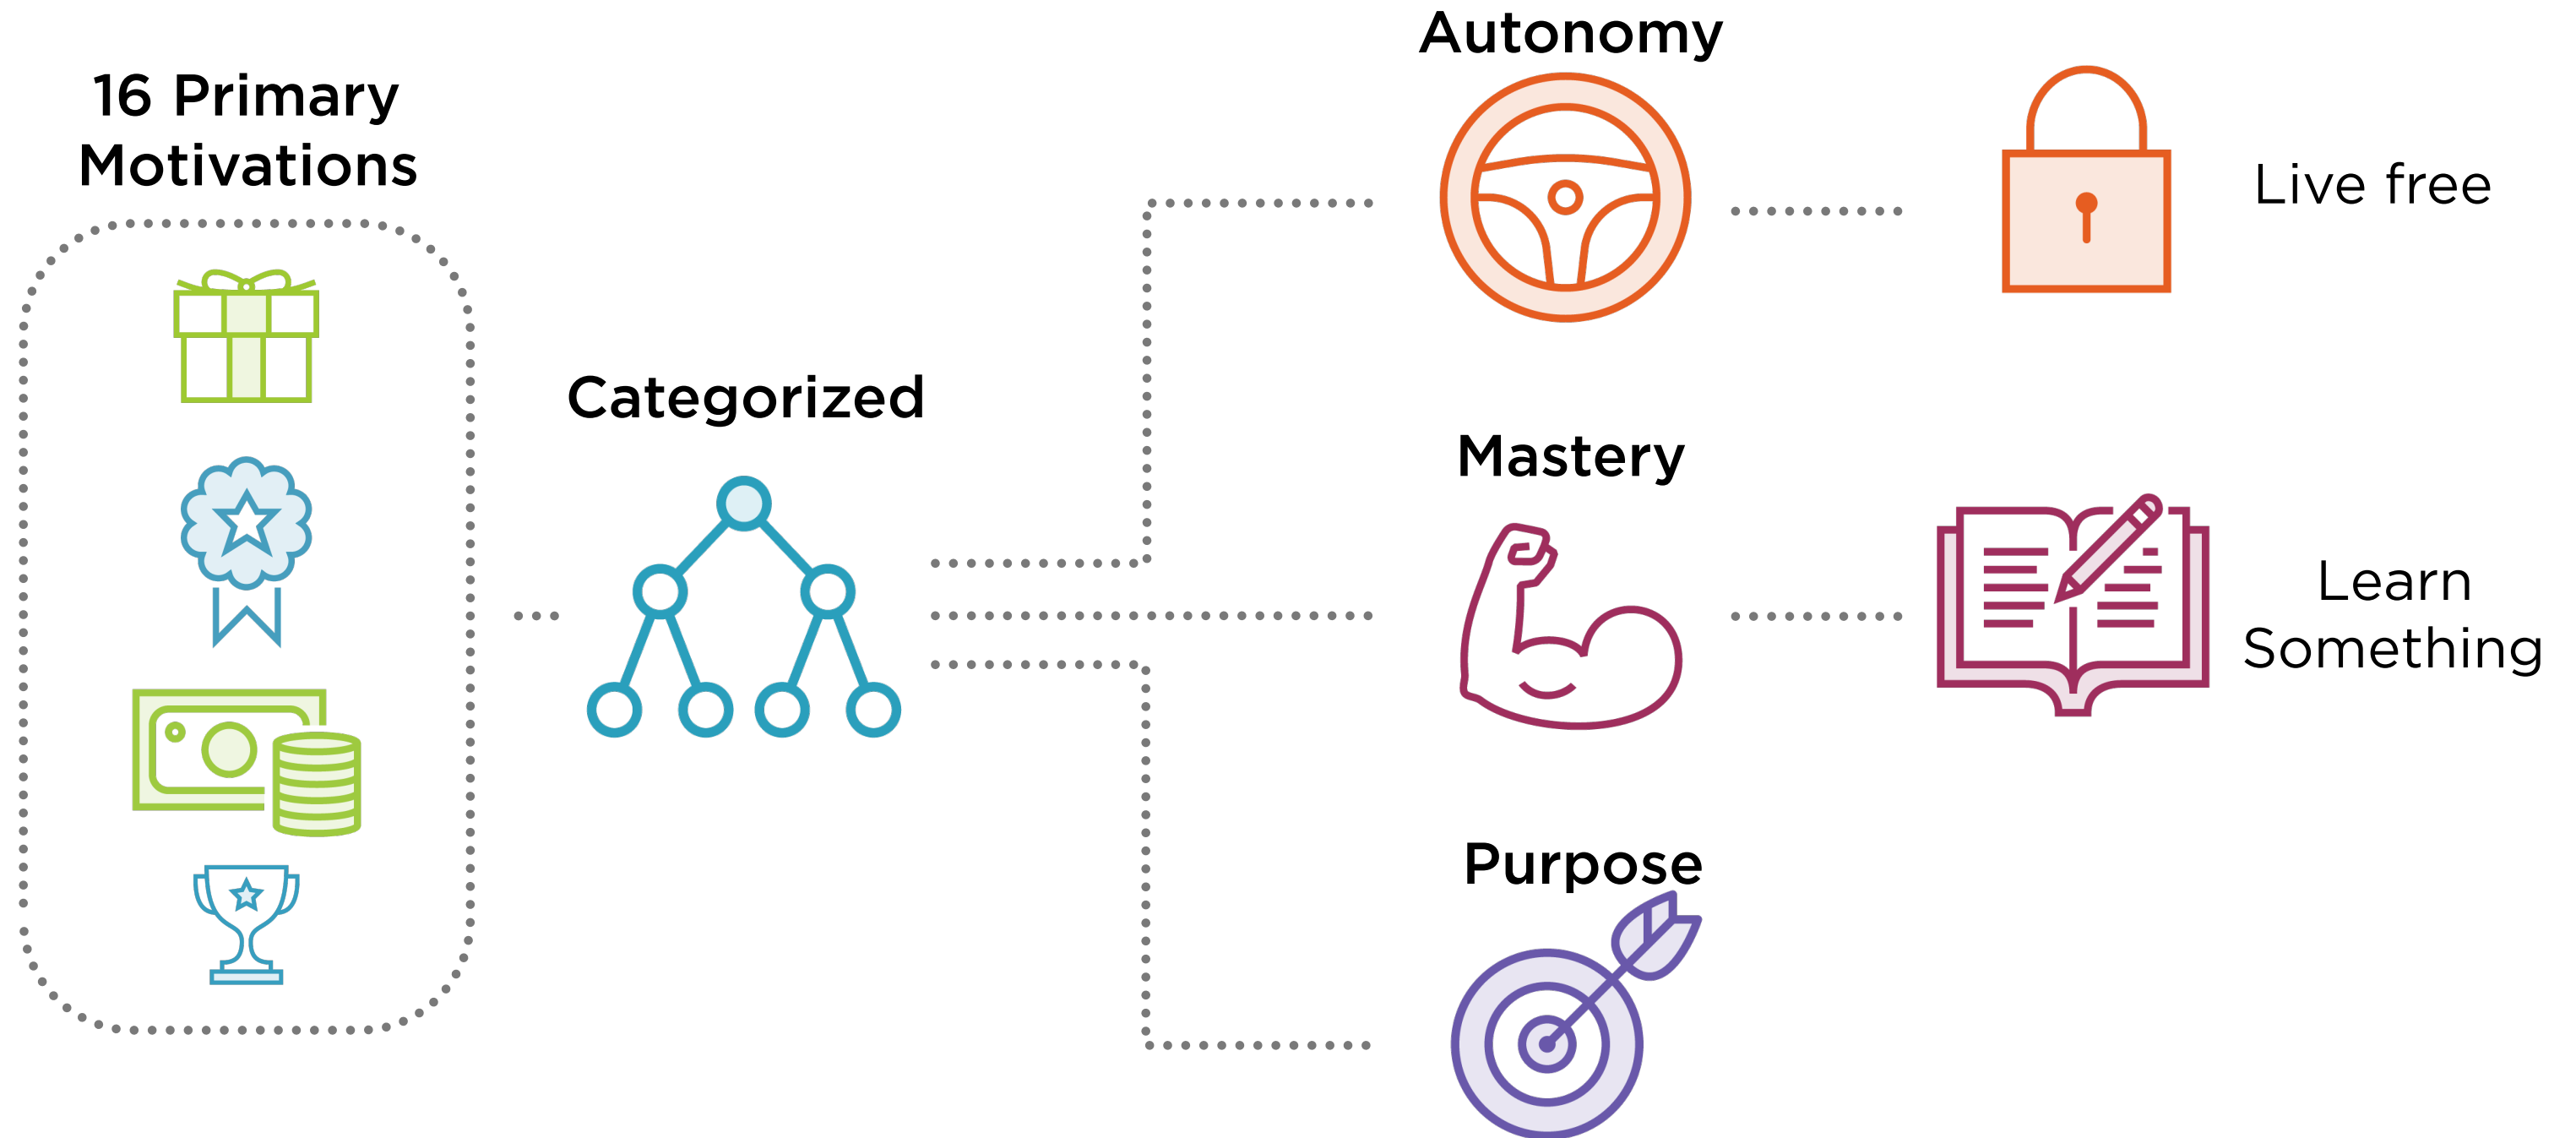 16 Primary
Motivations
Categorized
Autonomy
Live free
Mastery
Learn
Something
Purpose